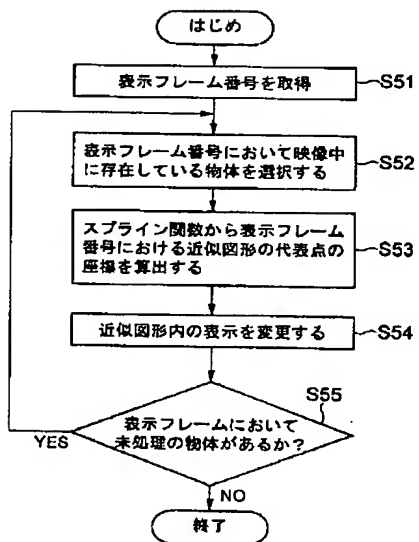 はじめ
表示フレーム番号を取得
S51
表示フレーム番号において映像中
に存在している物体を選択する
S52
スプライン関数から表示フレーム
番号における近似図形の代表点の
座標を算出する
S53
近似図形内の表示を変更する
S54
S55
表示フレームにおいて
未処理の物体があるか?
YES
NO
終了